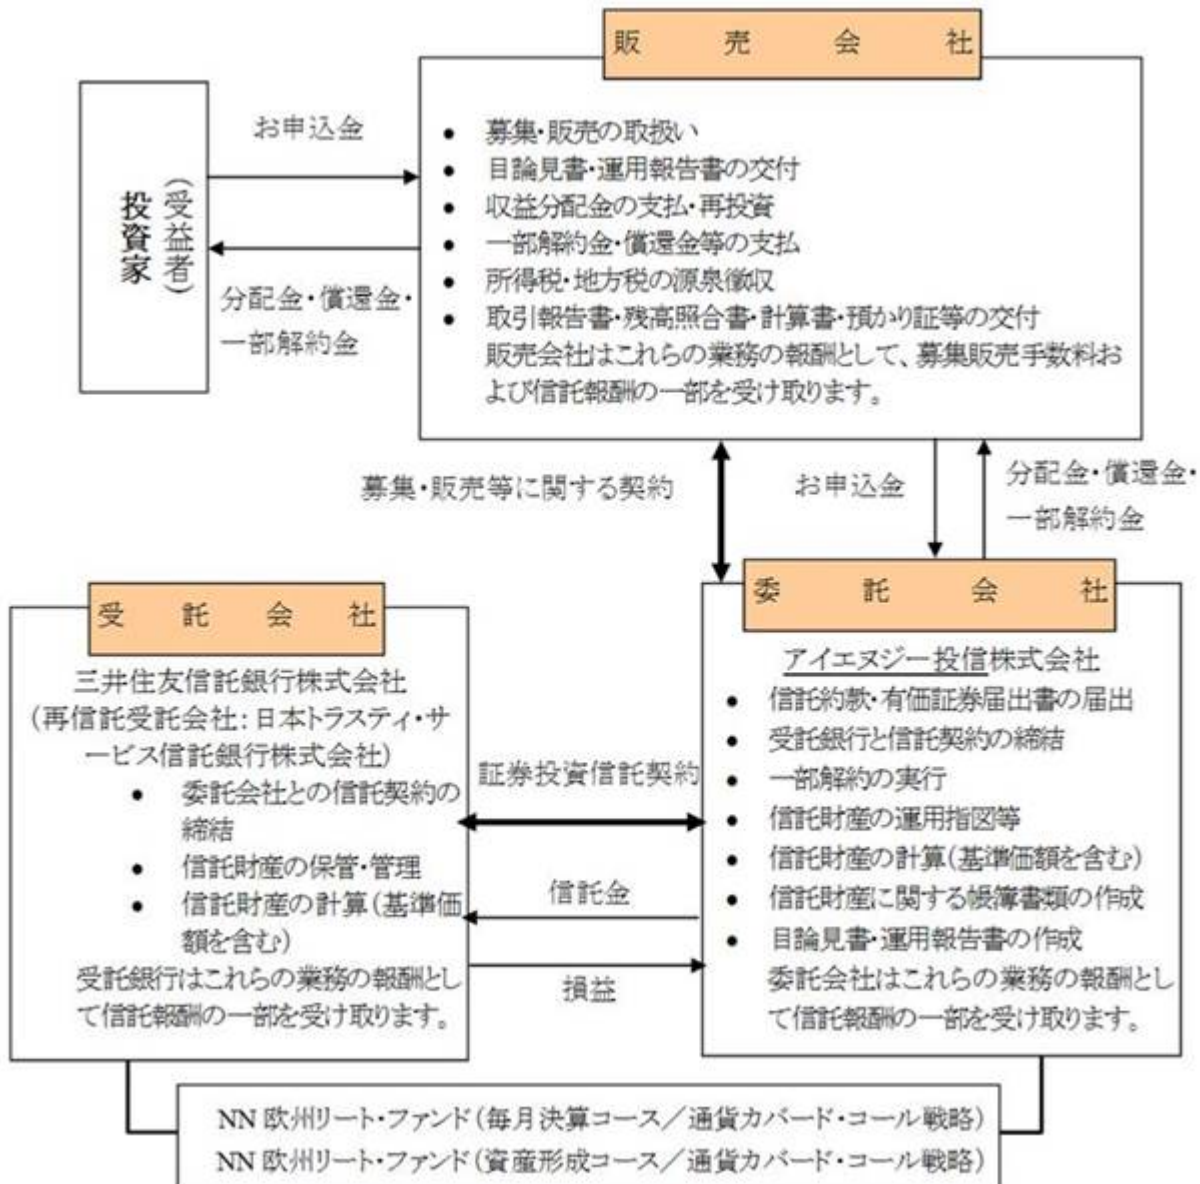 販売会社
お申込金
投資家
(受益者)
分配金・償還金・
一部解約金
● 募集・販売の取扱い
● 目論見書・運用報告書の交付
● 収益分配金の支払・再投資
● 一部解約金・償還金等の支払
● 所得税・地方税の源泉徴収
● 取引報告書・残高照合書・計算書・預かり証等の交付
販売会社はこれらの業務の報酬として、募集販売手数料お
よび信託報酬の一部を受け取ります。
募集・販売等に関する契約
お申込金
分配金・償還金・
一部解約金
受託会社
三井住友信託銀行株式会社
(再信託受託会社:日本トラスティ・サ
ービス信託銀行株式会社)
● 委託会社との信託契約の
締結
● 信託財産の保管・管理
● 信託財産の計算(基準価
額を含む)
受託銀行はこれらの業務の報酬とし
て信託報酬の一部を受け取ります。
証券投資信託契約
信託金
損益
委託会社
アイエヌジー投信株式会社
● 信託約款・有価証券届出書の届出
● 受託銀行と信託契約の締結
● 一部解約の実行
● 信託財産の運用指図等
● 信託財産の計算(基準価額を含む)
● 信託財産に関する帳簿書類の作成
● 目論見書・運用報告書の作成
委託会社はこれらの業務の報酬とし
て信託報酬の一部を受け取ります。
NN 欧州リート・ファンド(毎月決算コース/通貨カバード・コール戦略)
NN 欧州リート・ファンド(資産形成コース/通貨カバード・コール戦略)